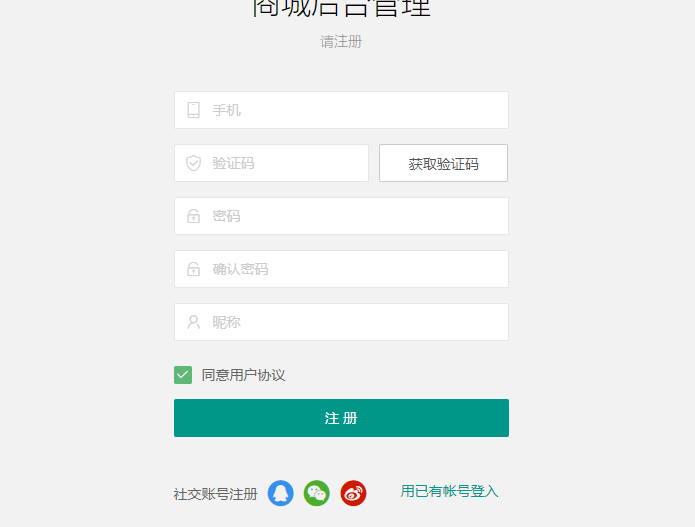 商城后台管理
请注册
手机
验证码 获取验证码
密码
确认密码
昵称
同意用户协议
注 册
社交账号注册 用已有帐号登入